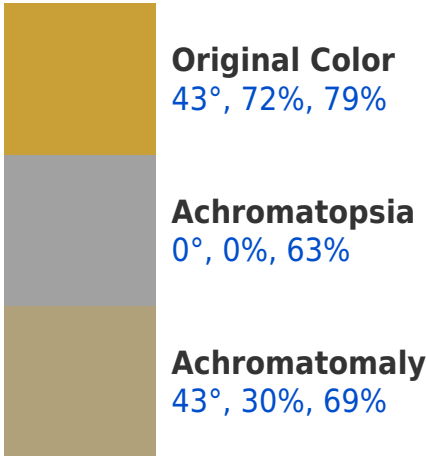 Original Color
43°, 72%, 79%
Achromatopsia
0°, 0%, 63%
Achromatomaly
43°, 30%, 69%